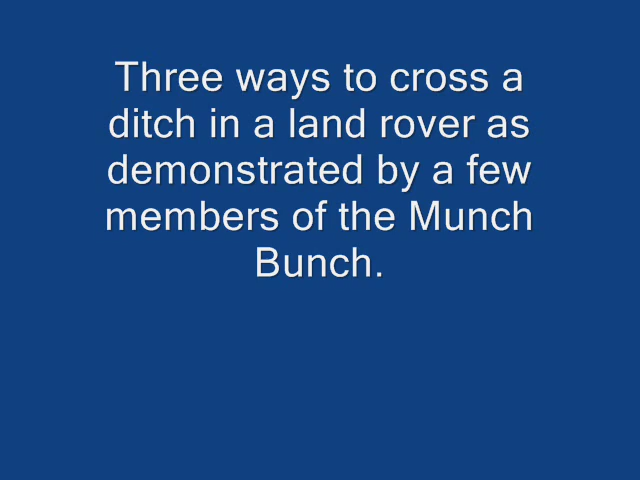 Three ways to cross a
ditch in a land rover as
demonstrated by a few
members of the Munch
Bunch.